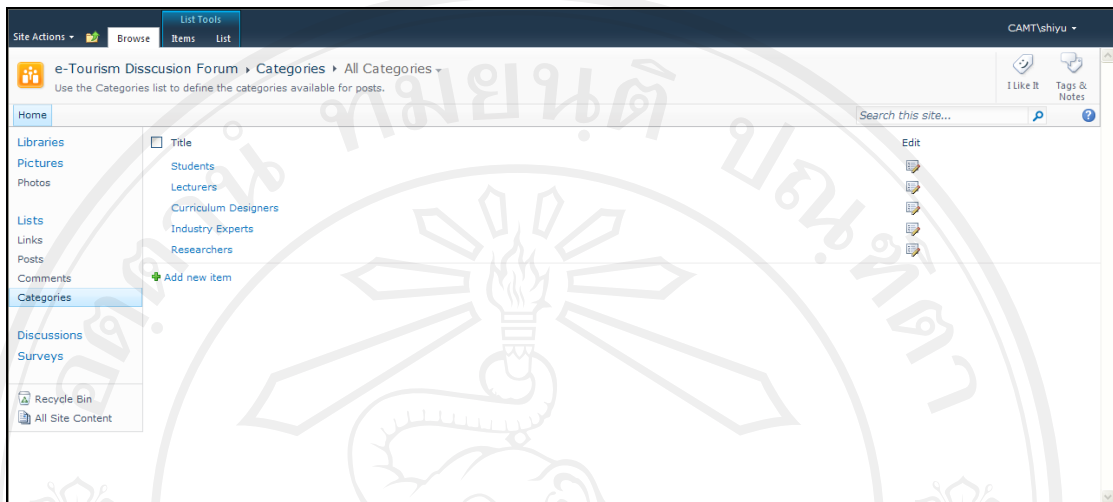 List Tools
Site Actions Browse Items List CAMT\shiyu
e-Tourism Disscusion Forum Categories All Categories
Use the Categories list to define the categories available for posts.
I Like It Tags & Notes
Home Search this site...
Libraries
Pictures
Photos
Lists
Links
Posts
Comments
Categories
Discussions
Surveys
Recycle Bin
All Site Content
Title Edit
Students
Lecturers
Curriculum Designers
Industry Experts
Researchers
Add new item